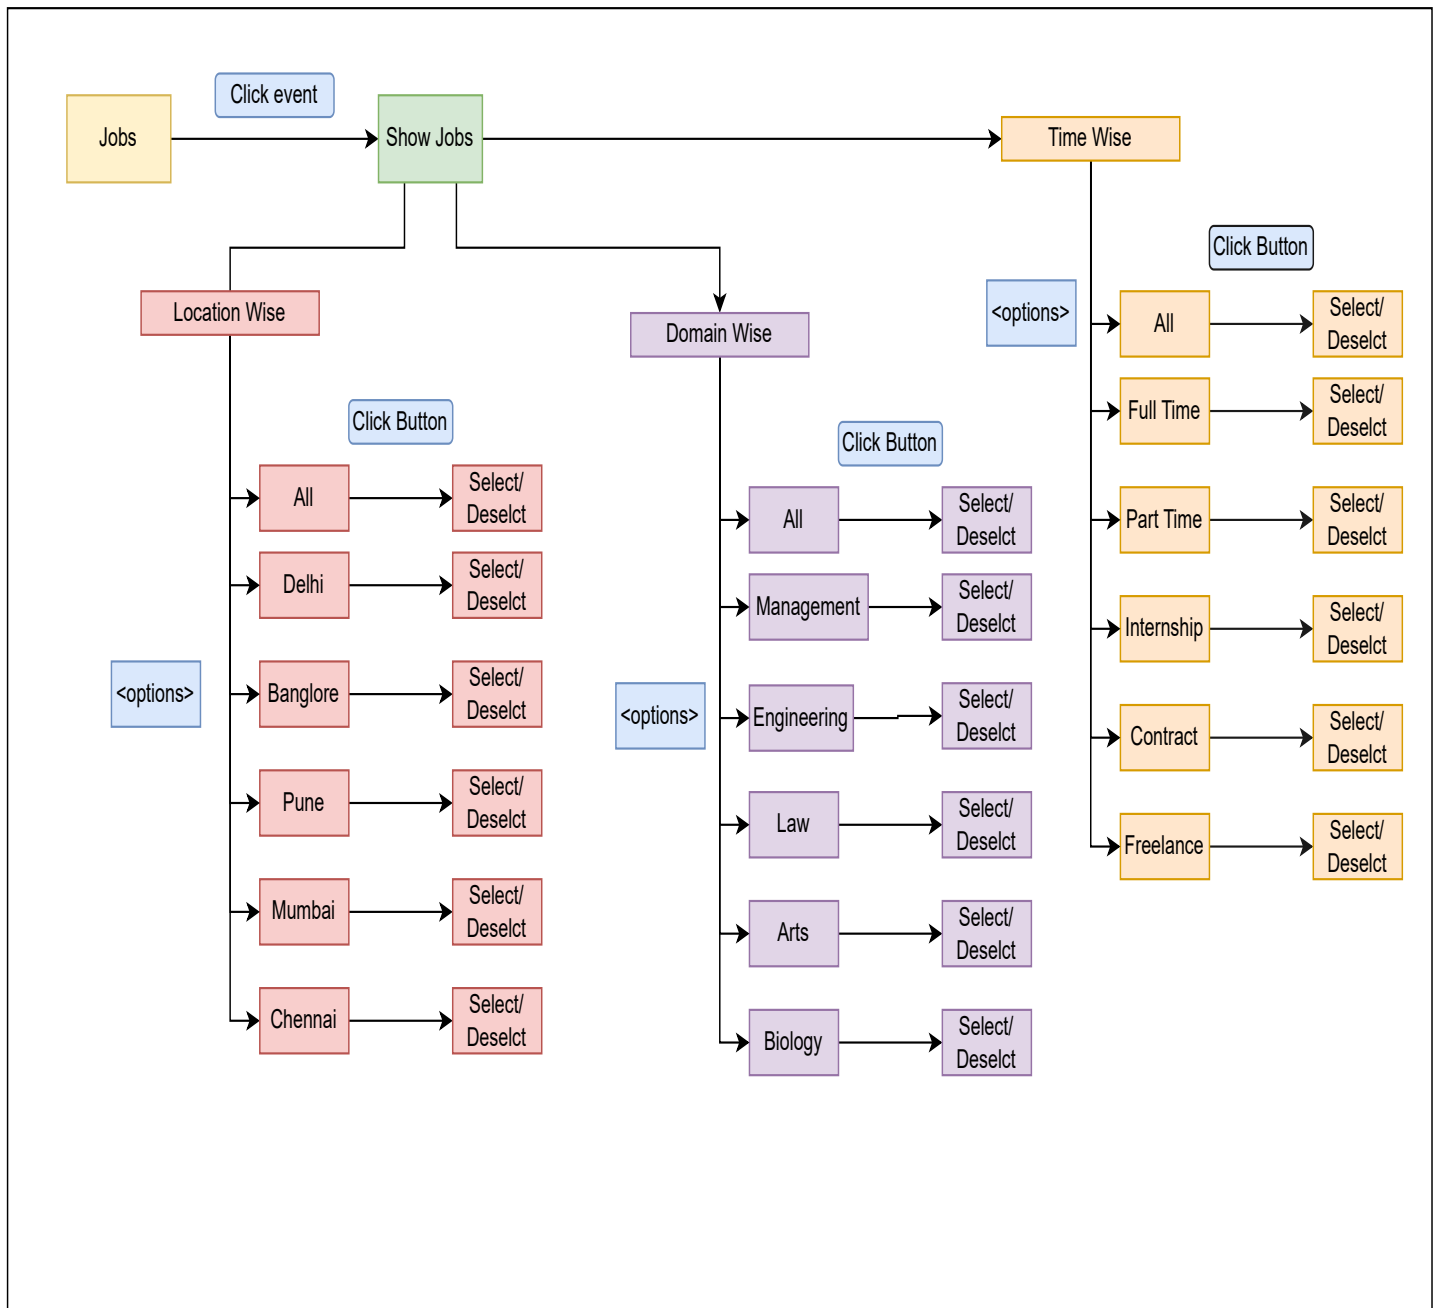 Click event
Jobs
Show Jobs
Time Wise
Location Wise
Click Button
All
Select/
Deselct
Delhi
Select/
Deselct
<options>
Banglore
Select/
Deselct
Pune
Select/
Deselct
Mumbai
Select/
Deselct
Chennai
Select/
Deselct
Domain Wise
Click Button
All
Select/
Deselct
Management
Select/
Deselct
<options>
Engineering
Select/
Deselct
Law
Select/
Deselct
Arts
Select/
Deselct
Biology
Select/
Deselct
Click Button
<options>
All
Select/
Deselct
Full Time
Select/
Deselct
Part Time
Select/
Deselct
Internship
Select/
Deselct
Contract
Select/
Deselct
Freelance
Select/
Deselct